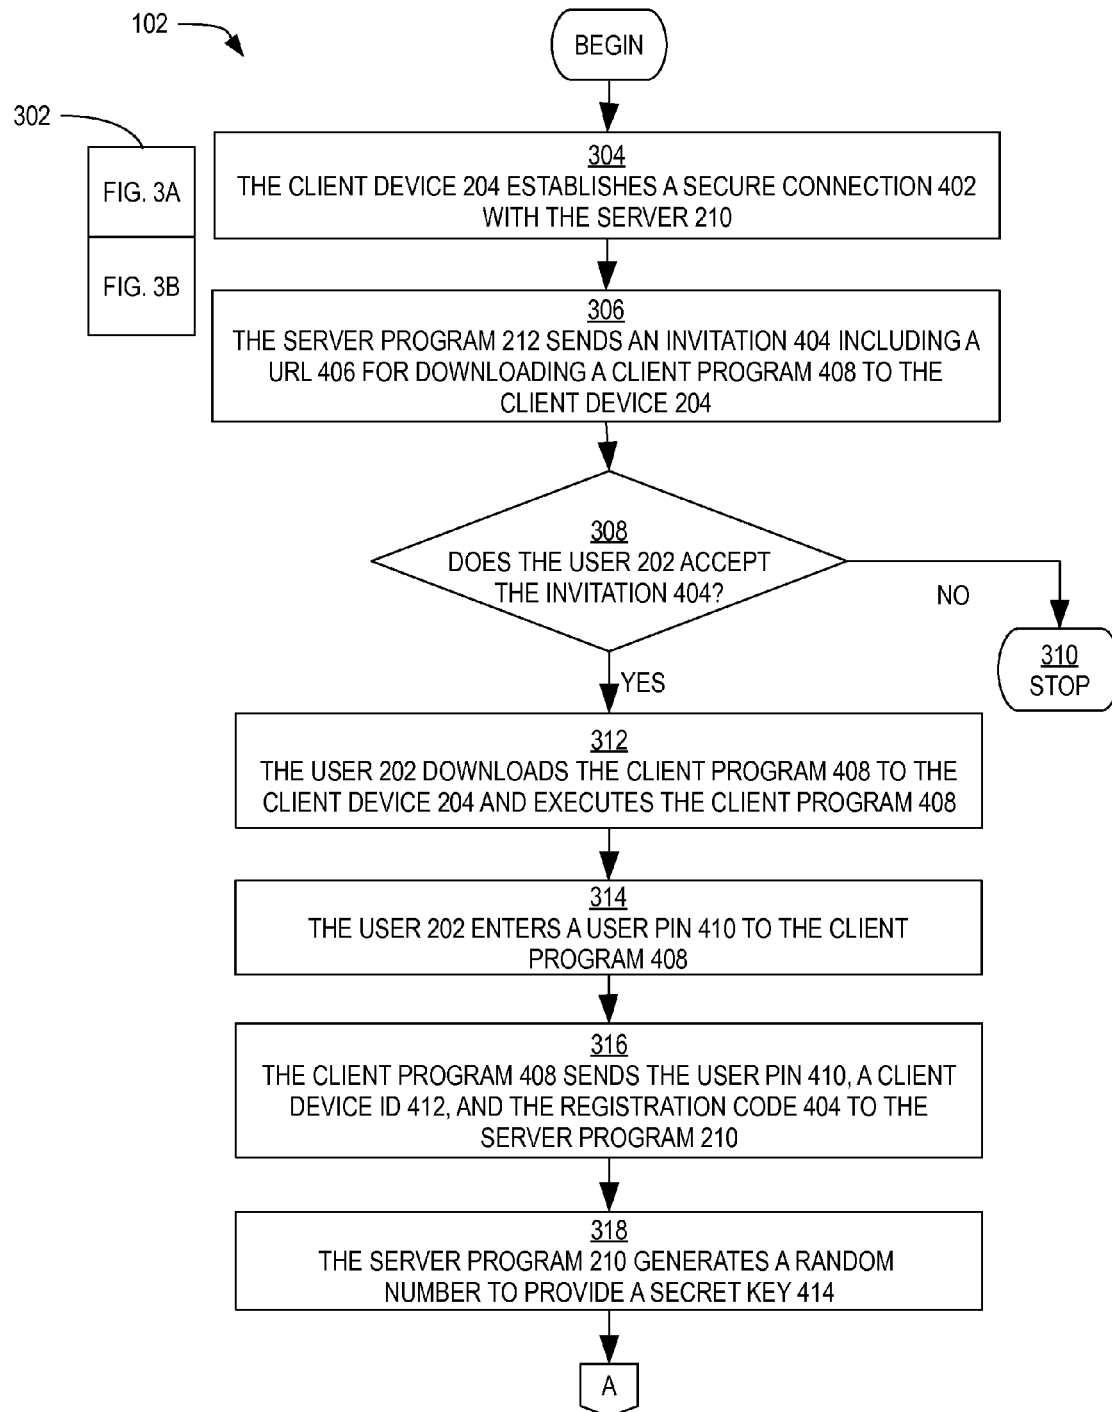 102
BEGIN
302
FIG. 3A
FIG. 3B
304
THE CLIENT DEVICE 204 ESTABLISHES A SECURE CONNECTION 402
WITH THE SERVER 210
306
THE SERVER PROGRAM 212 SENDS AN INVITATION 404 INCLUDING A
URL 406 FOR DOWNLOADING A CLIENT PROGRAM 408 TO THE
CLIENT DEVICE 204
308
DOES THE USER 202 ACCEPT
THE INVITATION 404?
NO
310
STOP
YES
312
THE USER 202 DOWNLOADS THE CLIENT PROGRAM 408 TO THE
CLIENT DEVICE 204 AND EXECUTES THE CLIENT PROGRAM 408
314
THE USER 202 ENTERS A USER PIN 410 TO THE CLIENT
PROGRAM 408
316
THE CLIENT PROGRAM 408 SENDS THE USER PIN 410, A CLIENT
DEVICE ID 412, AND THE REGISTRATION CODE 404 TO THE
SERVER PROGRAM 210
318
THE SERVER PROGRAM 210 GENERATES A RANDOM
NUMBER TO PROVIDE A SECRET KEY 414
A